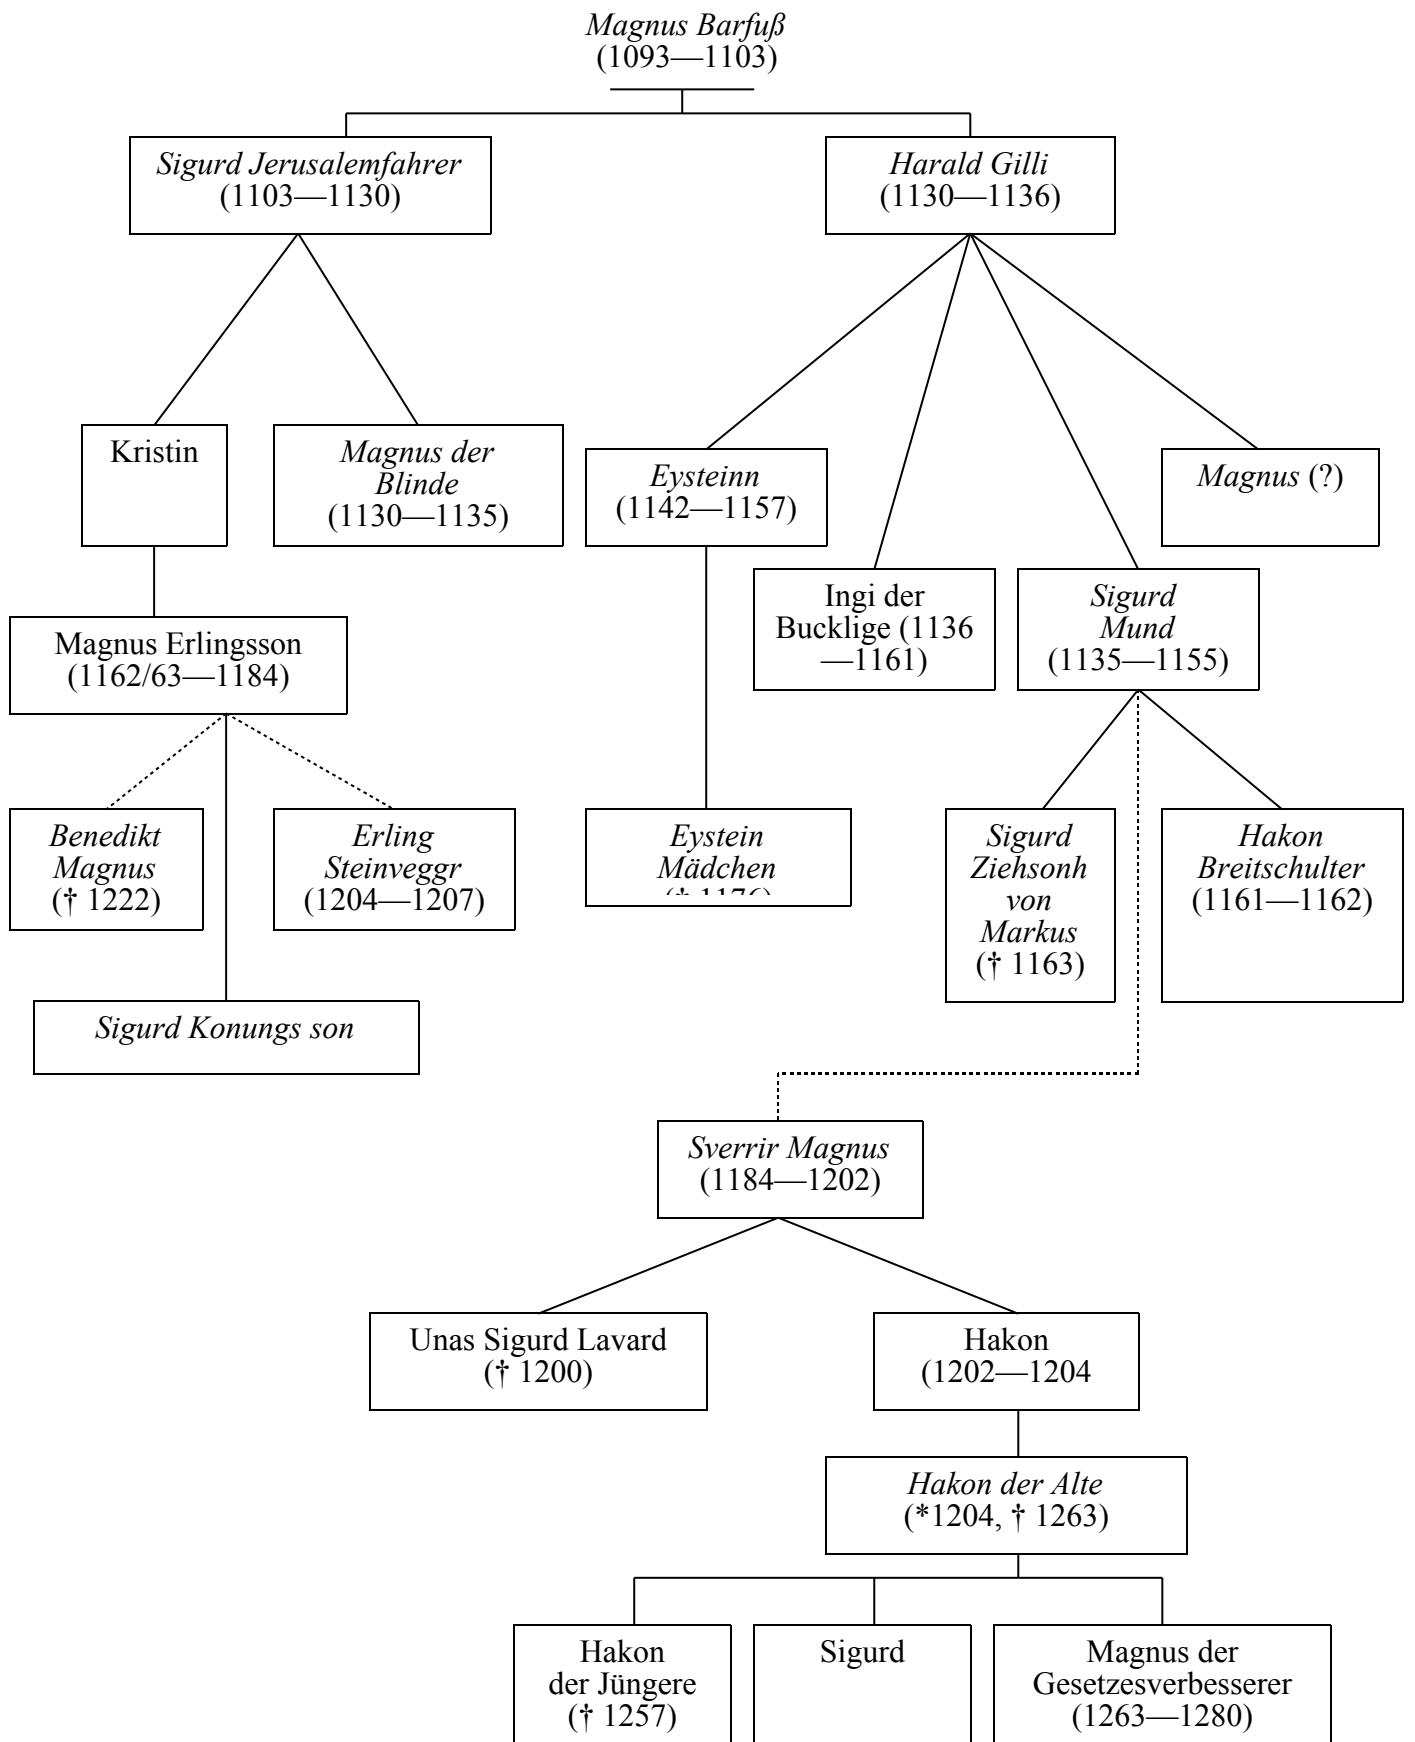 Magnus Barfuß
(1093—1103)
Sigurd Jerusalemfahrer
(1103—1130)
Harald Gilli
(1130—1136)
Kristin
Magnus der
Blinde
(1130—1135)
Eysteinn
(1142—1157)
Magnus (?)
Ingi der
Bucklige (1136
—1161)
Sigurd
Mund
(1135—1155)
Magnus Erlingsson
(1162/63—1184)
Benedikt
Magnus
(† 1222)
Erling
Steinveggr
(1204—1207)
Eystein
Mädchen
(† 1176)
Sigurd
Ziehsonh
von
Markus
(† 1163)
Hakon
Breitschulter
(1161—1162)
Sigurd Konungs son
Sverrir Magnus
(1184—1202)
Unas Sigurd Lavard
(† 1200)
Hakon
(1202—1204
Hakon der Alte
(*1204, † 1263)
Hakon
der Jüngere
(† 1257)
Sigurd
Magnus der
Gesetzesverbesserer
(1263—1280)